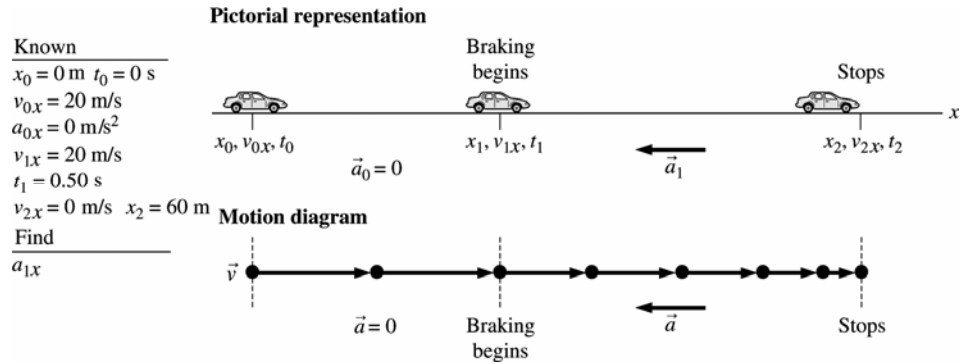 Pictorial representation
Known
x₀ = 0 m t₀ = 0 s
v₀ₓ = 20 m/s
a₀ₓ = 0 m/s²
v₁ₓ = 20 m/s
t₁ = 0.50 s
v₂ₓ = 0 m/s x₂ = 60 m
Find
a₁ₓ
Braking
begins
Stops
x
x₀, v₀ₓ, t₀
x₁, v₁ₓ, t₁
x₂, v₂ₓ, t₂
a⃗₀ = 0
a⃗₁
Motion diagram
v⃗
a⃗ = 0
Braking
begins
a⃗
Stops